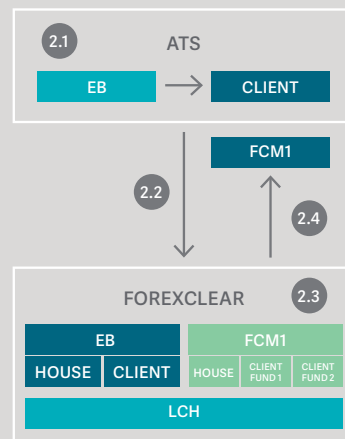 2.1
ATS
EB
CLIENT
FCM1
2.2
2.4
FOREXCLEAR
2.3
EB
FCM1
HOUSE
CLIENT
HOUSE
CLIENT
FUND 1
CLIENT
FUND 2
LCH